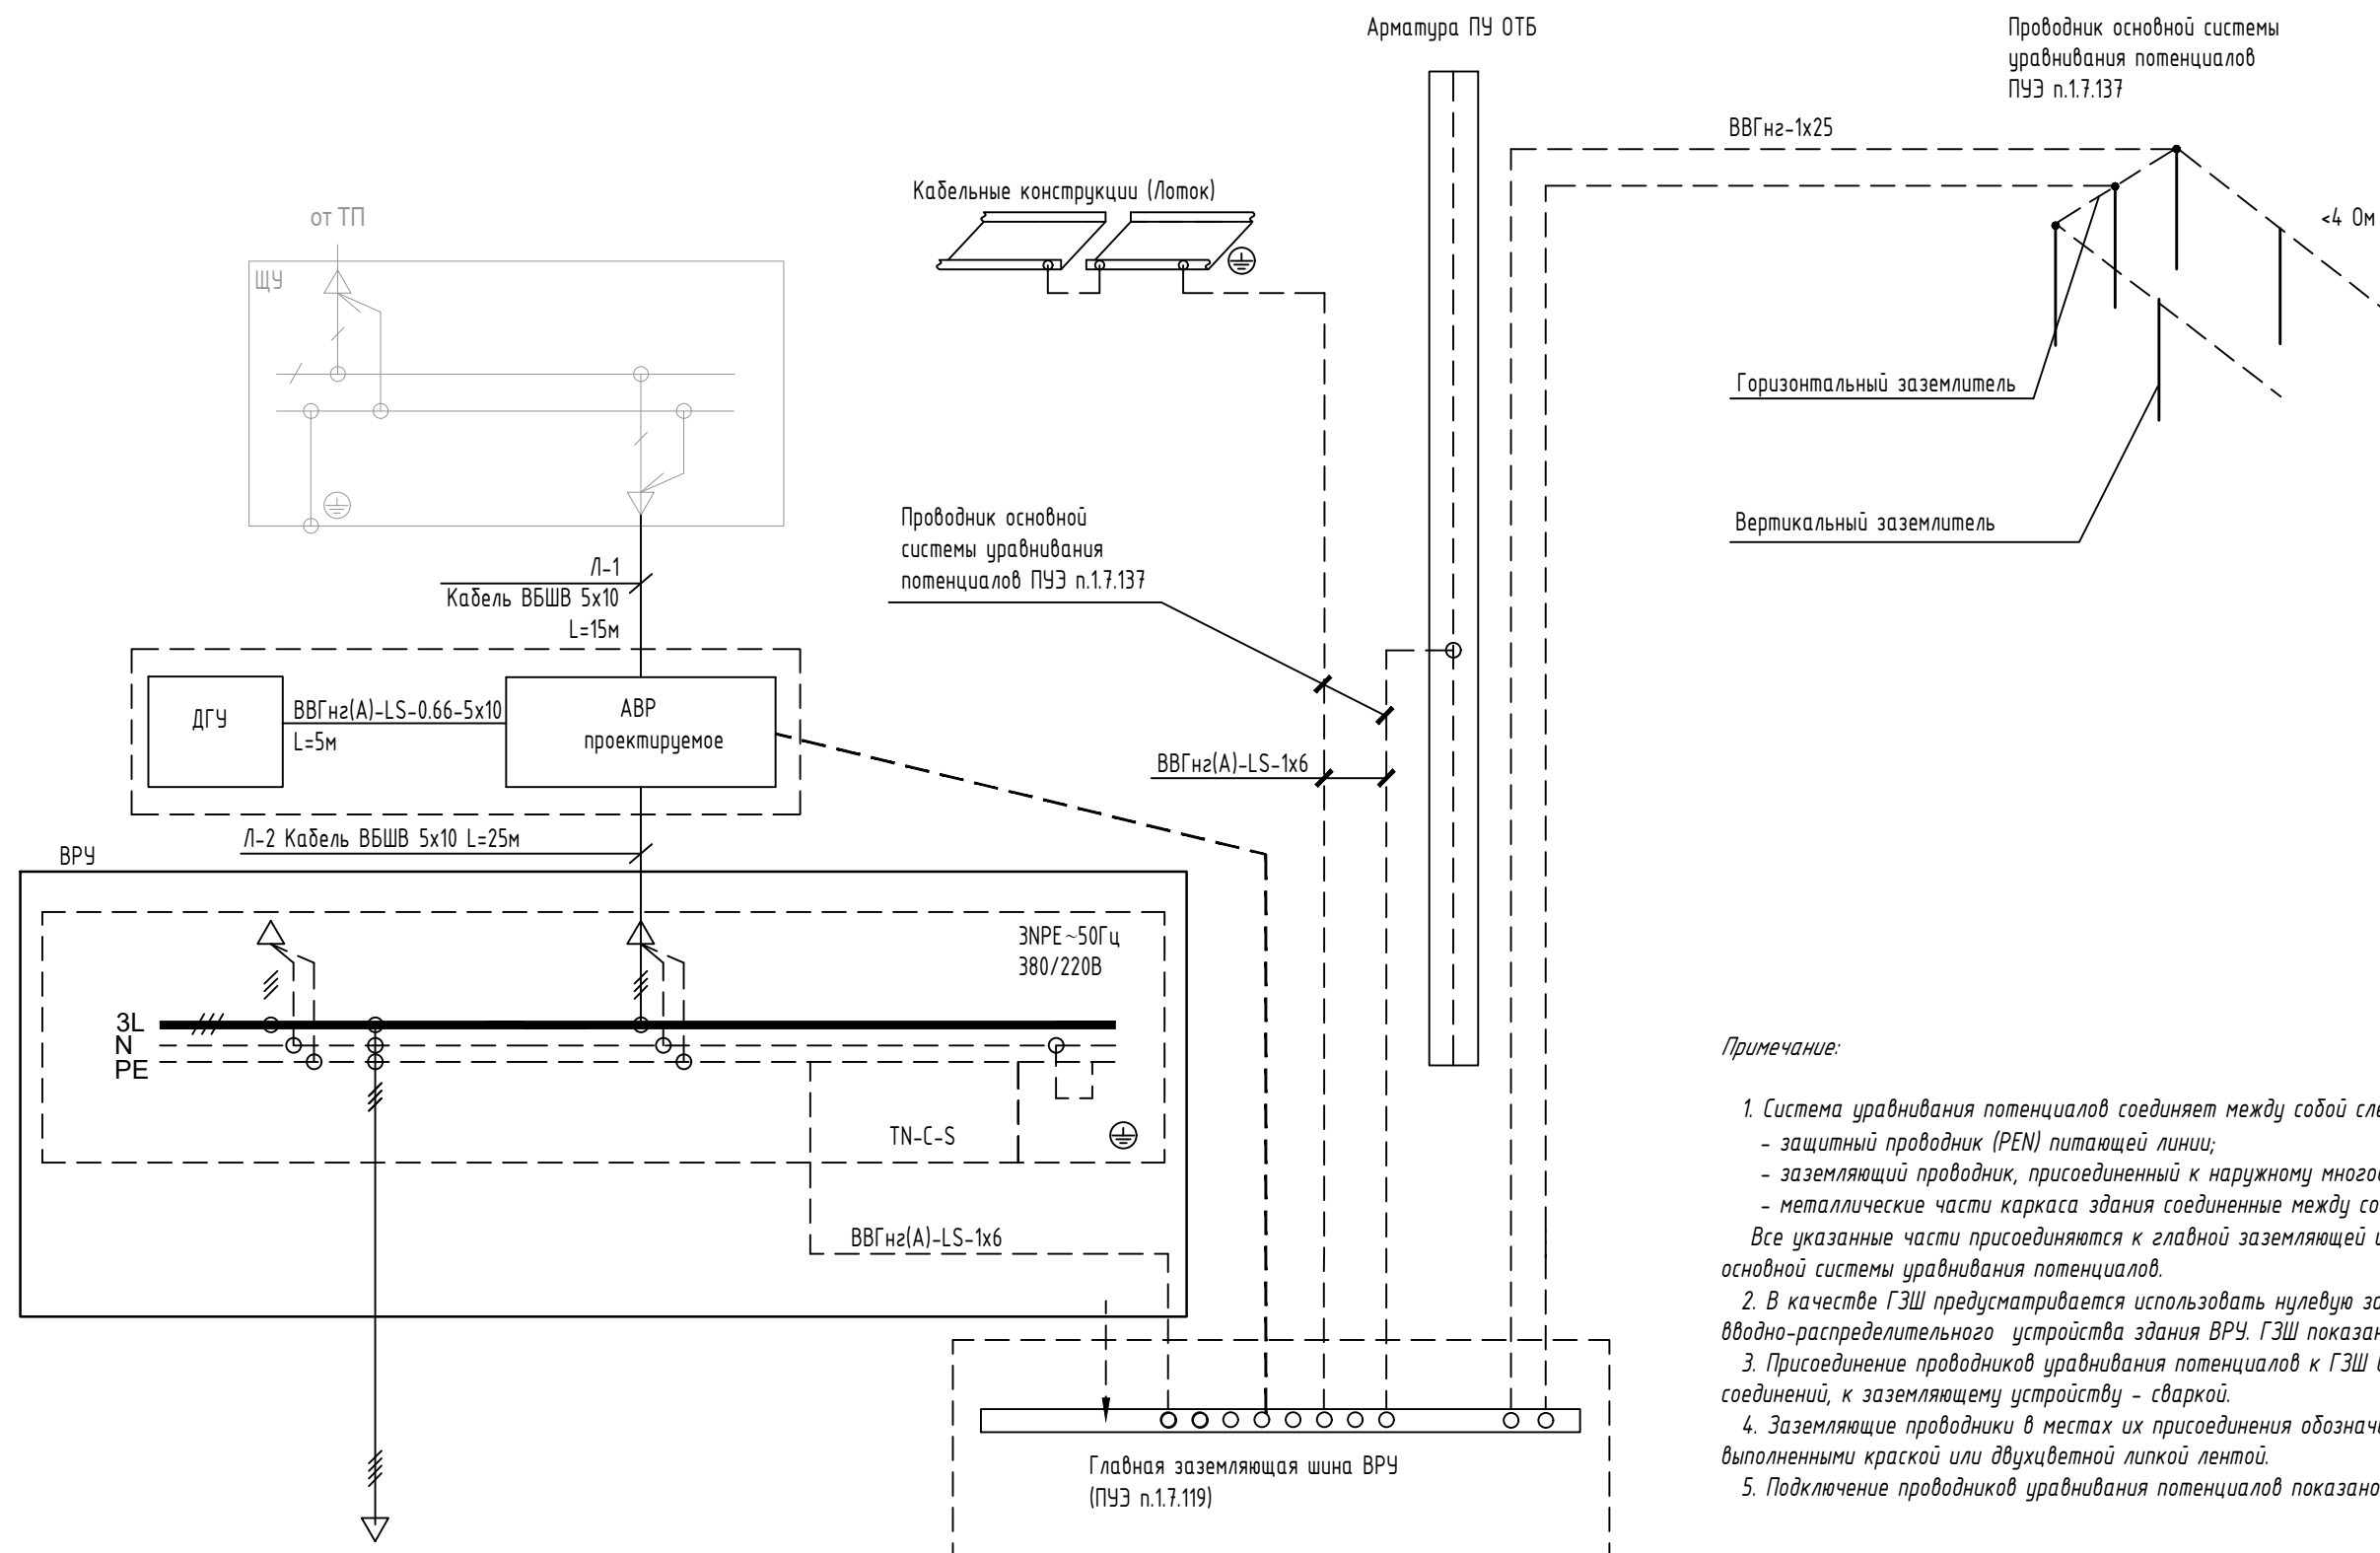 Арматура ПУ ОТБ
Проводник основной системы
уравнивания потенциалов
ПУЭ п.1.7.137
ВВГнг-1х25
<4 Ом
Кабельные конструкции (Лоток)
от ТП
ЩУ
Горизонтальный заземлитель
Вертикальный заземлитель
Проводник основной
системы уравнивания
потенциалов ПУЭ п.1.7.137
Л-1
Кабель ВБШВ 5х10
L=15м
ДГУ
ВВГнг(А)-LS-0.66-5х10
L=5м
АВР
проектируемое
ВВГнг(А)-LS-1х6
Л-2 Кабель ВБШВ 5х10 L=25м
ВРУ
3NPE~50Гц
380/220В
3L
N
PE
TN-C-S
ВВГнг(А)-LS-1х6
Главная заземляющая шина ВРУ
(ПУЭ п.1.7.119)
Примечание:
1. Система уравнивания потенциалов соединяет между собой
- защитный проводник (PEN) питающей линии;
- заземляющий проводник, присоединенный к наружному
- металлические части каркаса здания соединенные между
Все указанные части присоединяются к главной заземляющей
основной системы уравнивания потенциалов.
2. В качестве ГЗШ предусматривается использовать нулевую
вводно-распределительного устройства здания ВРУ. ГЗШ
3. Присоединение проводников уравнивания потенциалов к ГЗШ
соединений, к заземляющему устройству - сваркой.
4. Заземляющие проводники в местах их присоединения
выполненными краской или двухцветной липкой лентой.
5. Подключение проводников уравнивания потенциалов показано